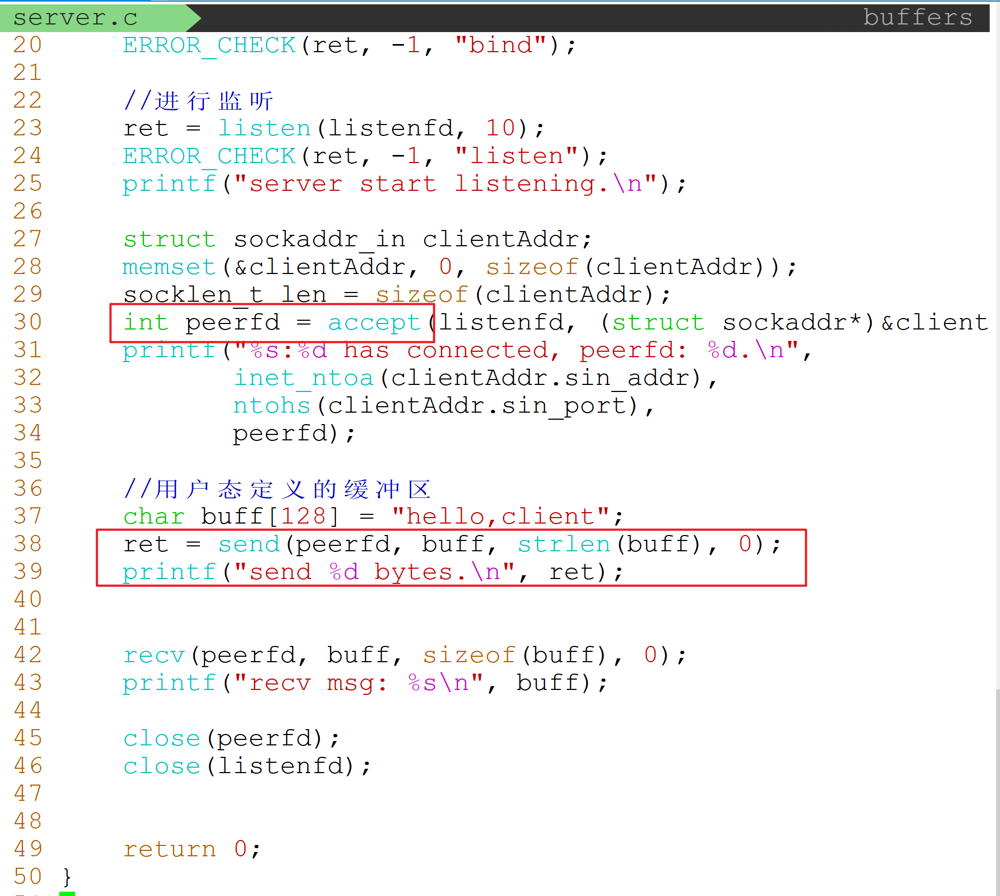 server.c buffers
20 ERROR_CHECK(ret, -1, "bind");
21
22 //进行监听
23 ret = listen(listenfd, 10);
24 ERROR_CHECK(ret, -1, "listen");
25 printf("server start listening.\n");
26
27 struct sockaddr_in clientAddr;
28 memset(&clientAddr, 0, sizeof(clientAddr));
29 socklen_t len = sizeof(clientAddr);
30 int peerfd = accept(listenfd, (struct sockaddr*)&client
31 printf("%s:%d has connected, peerfd: %d.\n",
32 inet_ntoa(clientAddr.sin_addr),
33 ntohs(clientAddr.sin_port),
34 peerfd);
35
36 //用户态定义的缓冲区
37 char buff[128] = "hello,client";
38 ret = send(peerfd, buff, strlen(buff), 0);
39 printf("send %d bytes.\n", ret);
40
41
42 recv(peerfd, buff, sizeof(buff), 0);
43 printf("recv msg: %s\n", buff);
44
45 close(peerfd);
46 close(listenfd);
47
48
49 return 0;
50 }